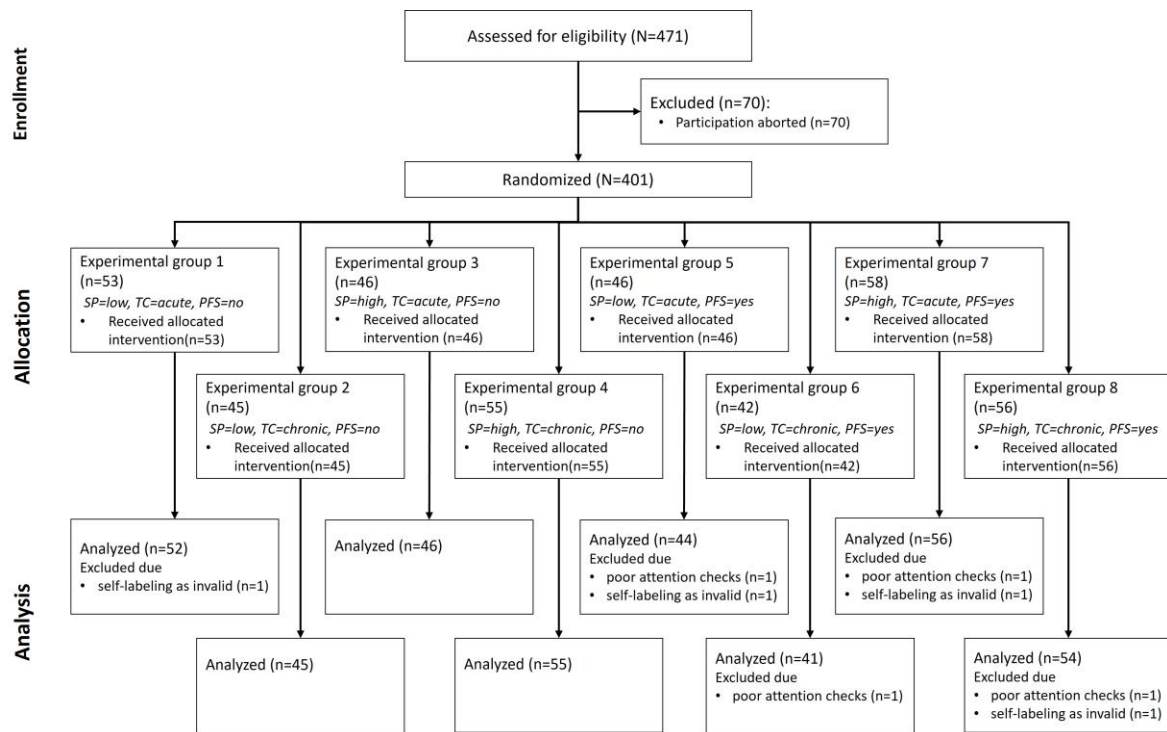 Enrollment
Assessed for eligibility (N=471)
Excluded (n=70):
• Participation aborted (n=70)
Randomized (N=401)
Allocation
Experimental group 1
(n=53)
SP=low, TC=acute, PFS=no
• Received allocated
intervention(n=53)
Experimental group 3
(n=46)
SP=high, TC=acute, PFS=no
• Received allocated
intervention (n=46)
Experimental group 5
(n=46)
SP=low, TC=acute, PFS=yes
• Received allocated
intervention (n=46)
Experimental group 7
(n=58)
SP=high, TC=acute, PFS=yes
• Received allocated
intervention (n=58)
Experimental group 2
(n=45)
SP=low, TC=chronic, PFS=no
• Received allocated
intervention(n=45)
Experimental group 4
(n=55)
SP=high, TC=chronic, PFS=no
• Received allocated
intervention(n=55)
Experimental group 6
(n=42)
SP=low, TC=chronic, PFS=yes
• Received allocated
intervention(n=42)
Experimental group 8
(n=56)
SP=high, TC=chronic, PFS=yes
• Received allocated
intervention(n=56)
Analysis
Analyzed (n=52)
Excluded due
• self-labeling as invalid (n=1)
Analyzed (n=46)
Analyzed (n=44)
Excluded due
• poor attention checks (n=1)
• self-labeling as invalid (n=1)
Analyzed (n=56)
Excluded due
• poor attention checks (n=1)
• self-labeling as invalid (n=1)
Analyzed (n=45)
Analyzed (n=55)
Analyzed (n=41)
Excluded due
• poor attention checks (n=1)
Analyzed (n=54)
Excluded due
• poor attention checks (n=1)
• self-labeling as invalid (n=1)